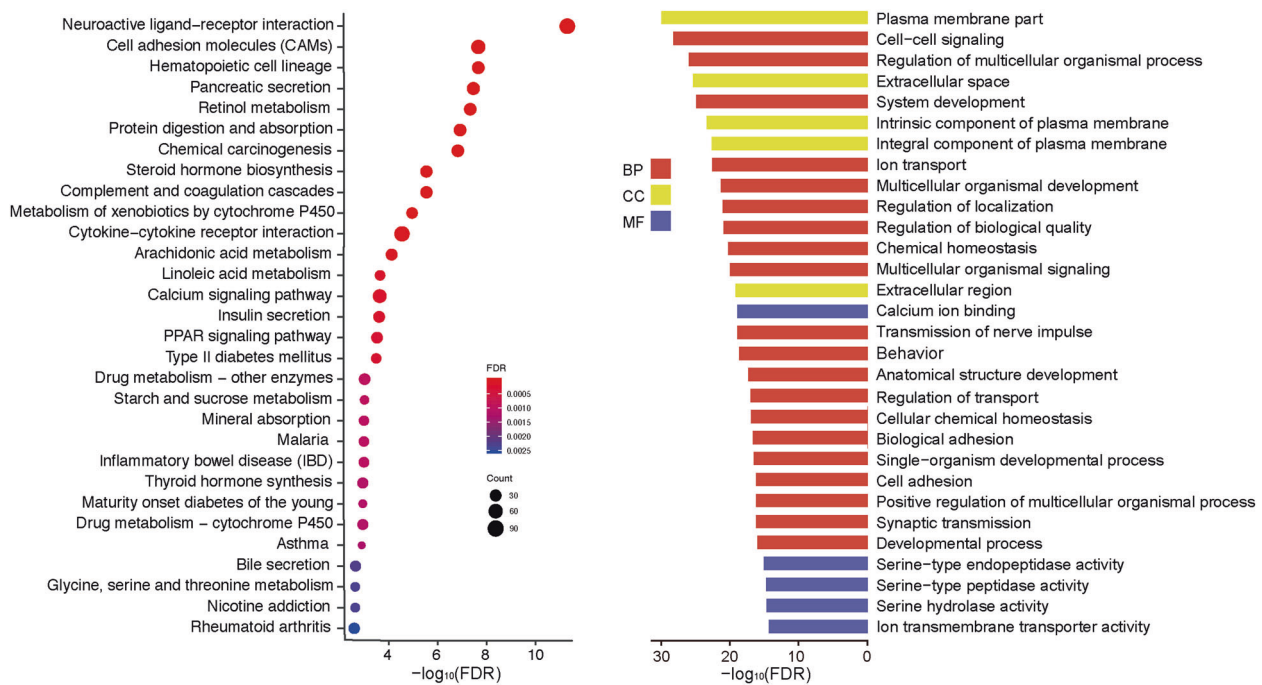 Neuroactive ligand−receptor interaction
Cell adhesion molecules (CAMs)
Hematopoietic cell lineage
Pancreatic secretion
Retinol metabolism
Protein digestion and absorption
Chemical carcinogenesis
Steroid hormone biosynthesis
Complement and coagulation cascades
Metabolism of xenobiotics by cytochrome P450
Cytokine−cytokine receptor interaction
Arachidonic acid metabolism
Linoleic acid metabolism
Calcium signaling pathway
Insulin secretion
PPAR signaling pathway
Type II diabetes mellitus
Drug metabolism − other enzymes
Starch and sucrose metabolism
Mineral absorption
Malaria
Inflammatory bowel disease (IBD)
Thyroid hormone synthesis
Maturity onset diabetes of the young
Drug metabolism − cytochrome P450
Asthma
Bile secretion
Glycine, serine and threonine metabolism
Nicotine addiction
Rheumatoid arthritis
4 6 8 10
−log₁₀(FDR)
FDR
0.0005
0.0010
0.0015
0.0020
0.0025
Count
30
60
90
BP
CC
MF
Plasma membrane part
Cell−cell signaling
Regulation of multicellular organismal process
Extracellular space
System development
Intrinsic component of plasma membrane
Integral component of plasma membrane
Ion transport
Multicellular organismal development
Regulation of localization
Regulation of biological quality
Chemical homeostasis
Multicellular organismal signaling
Extracellular region
Calcium ion binding
Transmission of nerve impulse
Behavior
Anatomical structure development
Regulation of transport
Cellular chemical homeostasis
Biological adhesion
Single−organism developmental process
Cell adhesion
Positive regulation of multicellular organismal process
Synaptic transmission
Developmental process
Serine−type endopeptidase activity
Serine−type peptidase activity
Serine hydrolase activity
Ion transmembrane transporter activity
30 20 10 0
−log₁₀(FDR)